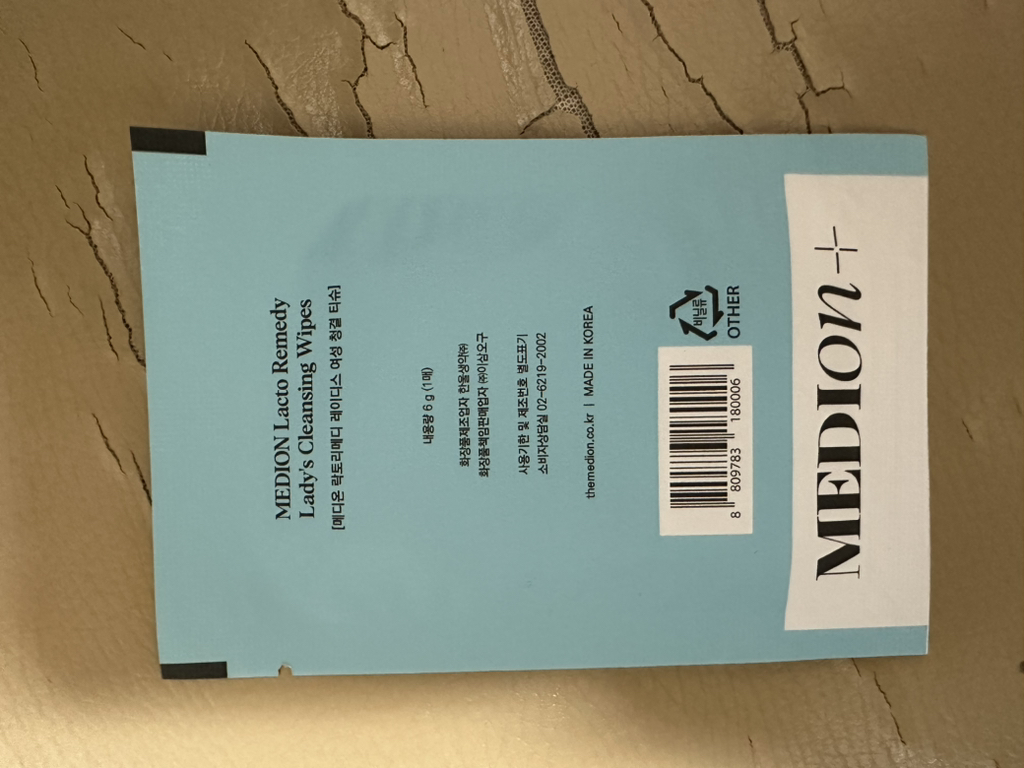 MEDION Lacto Remedy
Lady's Cleansing Wipes
[메디온 락토리메디 레이디스 여성 청결 티슈]
내용량 6 g (1매)
화장품제조업자 한울생약㈜
화장품책임판매업자 ㈜이삼오구
사용기한 및 제조번호 별도표기
소비자상담실 02-6219-2002
themedion.co.kr | MADE IN KOREA
8 809783 180006
비닐류
OTHER
MEDION+